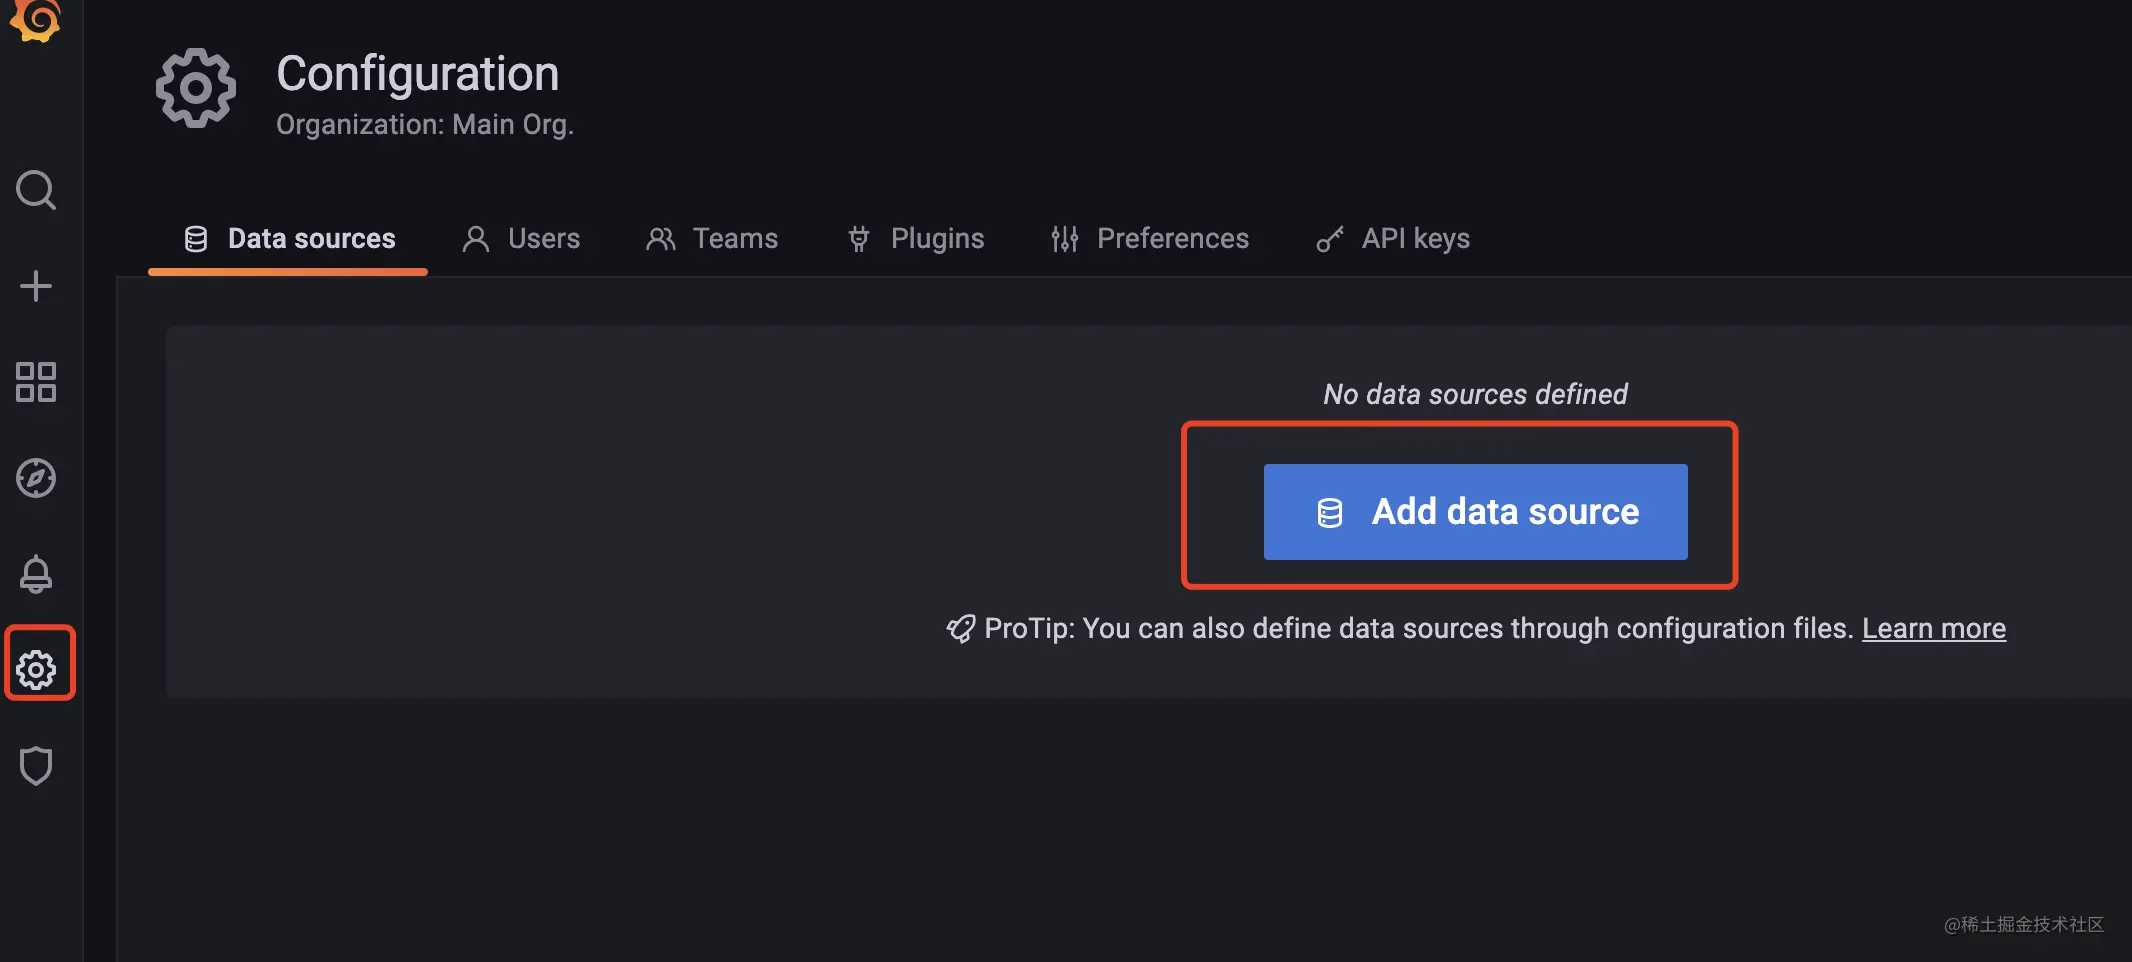 Configuration
Organization: Main Org.
Data sources
Users
Teams
Plugins
Preferences
API keys
No data sources defined
Add data source
ProTip: You can also define data sources through configuration files. Learn more
@稀土掘金技术社区